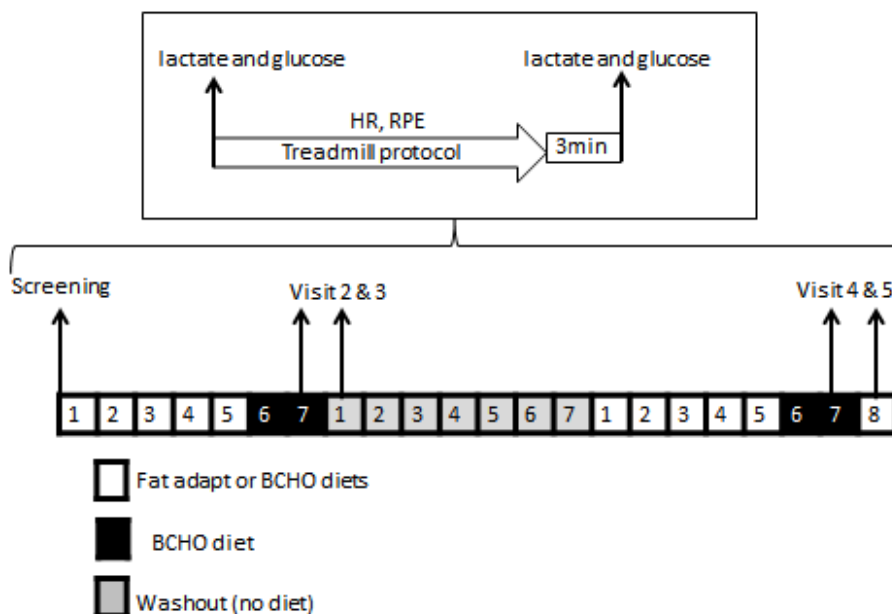 lactate and glucose lactate and glucose
HR, RPE
Treadmill protocol 3min
Screening Visit 2 & 3 Visit 4 & 5
1 2 3 4 5 6 7 1 2 3 4 5 6 7 1 2 3 4 5 6 7 8
Fat adapt or BCHO diets
BCHO diet
Washout (no diet)